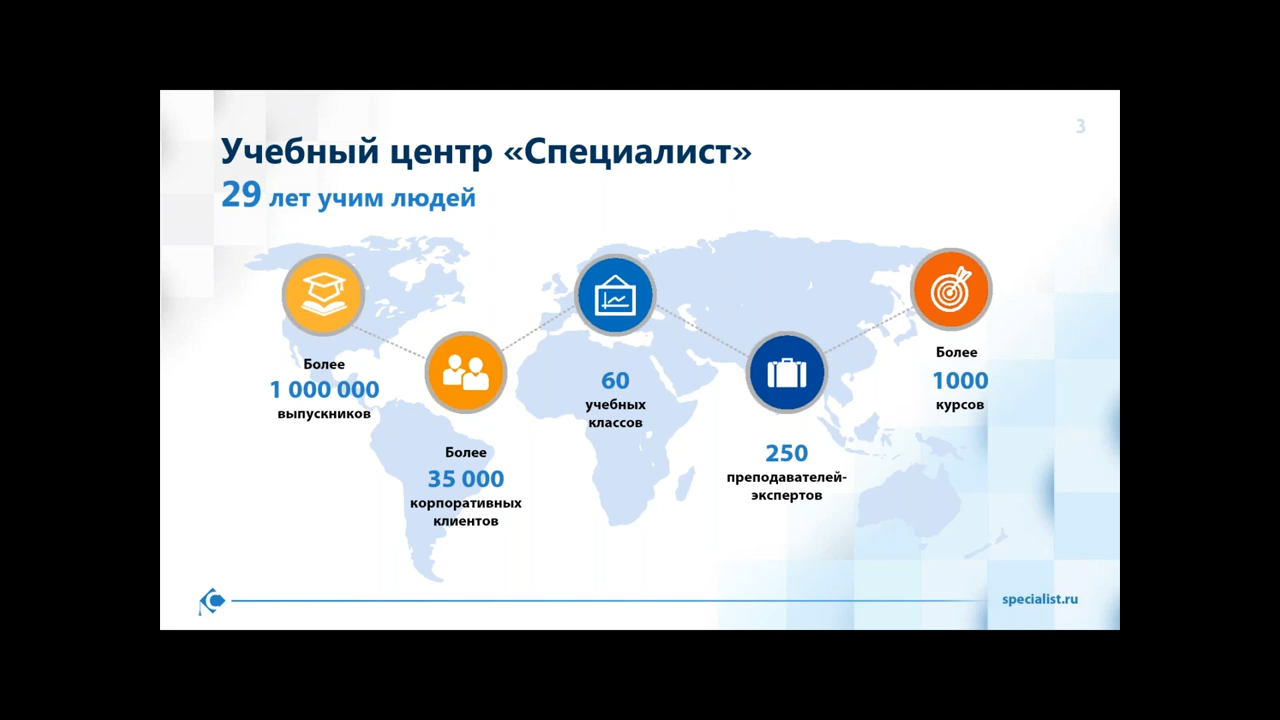 3
Учебный центр «Специалист»
29 лет учим людей
Более
1 000 000
выпускников
Более
35 000
корпоративных
клиентов
60
учебных
классов
250
преподавателей-
экспертов
Более
1000
курсов
specialist.ru